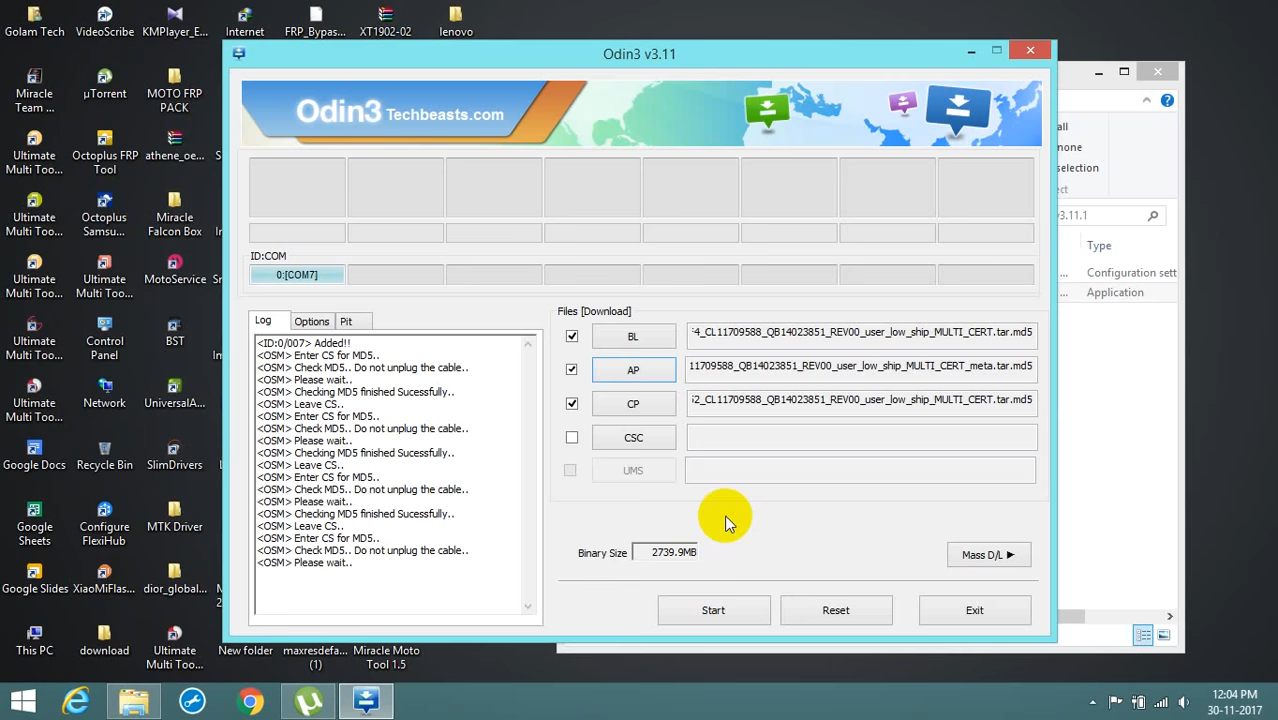 Golam Tech
VideoScribe
KMPlayer_E...
Internet
FRP_Bypas...
XT1902-02
lenovo
Miracle
Team ...
µTorrent
MOTO FRP
PACK
Ultimate
Multi Too...
Octoplus FRP
Tool
athene_oe...
Ultimate
Multi Too...
Octoplus
Samsu...
Miracle
Falcon Box
Ultimate
Multi Too...
Ultimate
Multi Too...
MotoService
Ultimate
Multi Too...
Control
Panel
BST
Ultimate
Multi Too...
Network
UniversalA...
Google Docs
Recycle Bin
SlimDrivers
Google
Sheets
Configure
FlexiHub
MTK Driver
Google Slides
XiaoMiFlas...
dior_global...
This PC
download
Ultimate
Multi Too...
New folder
maxresdefa...
(1)
Miracle Moto
Tool 1.5
Odin3 v3.11
Odin3 Techbeasts.com
ID:COM
0:[COM7]
Log
Options
Pit
<ID:0/007> Added!!
<OSM> Enter CS for MD5..
<OSM> Check MD5.. Do not unplug the cable..
<OSM> Please wait..
<OSM> Checking MD5 finished Sucessfully..
<OSM> Leave CS..
<OSM> Enter CS for MD5..
<OSM> Check MD5.. Do not unplug the cable..
<OSM> Please wait..
<OSM> Checking MD5 finished Sucessfully..
<OSM> Leave CS..
<OSM> Enter CS for MD5..
<OSM> Check MD5.. Do not unplug the cable..
<OSM> Please wait..
<OSM> Checking MD5 finished Sucessfully..
<OSM> Leave CS..
<OSM> Enter CS for MD5..
<OSM> Check MD5.. Do not unplug the cable..
<OSM> Please wait..
Files [Download]
BL
4_CL11709588_QB14023851_REV00_user_low_ship_MULTI_CERT.tar.md5
AP
11709588_QB14023851_REV00_user_low_ship_MULTI_CERT_meta.tar.md5
CP
2_CL11709588_QB14023851_REV00_user_low_ship_MULTI_CERT.tar.md5
CSC
UMS
Binary Size
2739.9MB
Mass D/L
Start
Reset
Exit
all
none
selection
ect
v3.11.1
Type
Configuration sett
Application
12:04 PM
30-11-2017